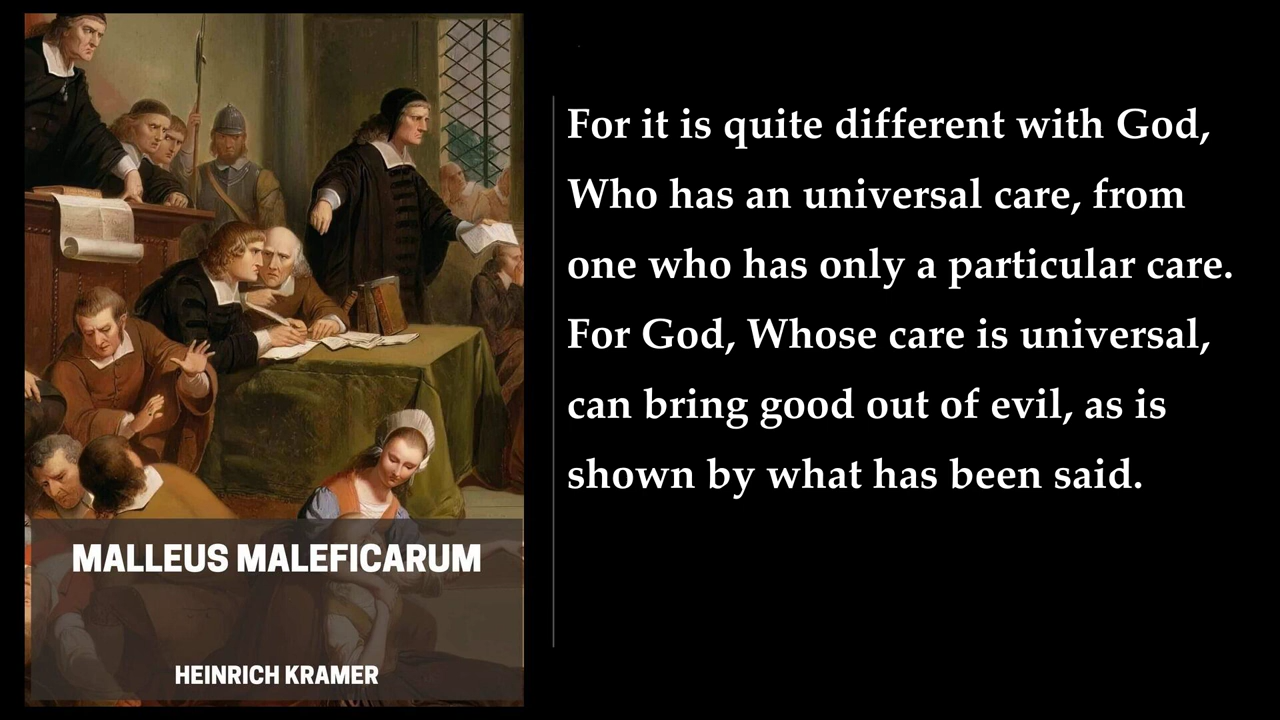 MALLEUS MALEFICARUM
HEINRICH KRAMER
For it is quite different with God,
Who has an universal care, from
one who has only a particular care.
For God, Whose care is universal,
can bring good out of evil, as is
shown by what has been said.